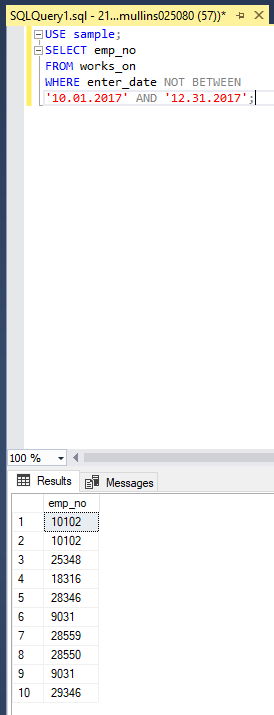 SQLQuery1.sql - 21...mullins025080 (57))*
USE sample;
SELECT emp_no
FROM works_on
WHERE enter_date NOT BETWEEN
'10.01.2017' AND '12.31.2017';
100 %
Results Messages
emp_no
1 10102
2 10102
3 25348
4 18316
5 28346
6 9031
7 28559
8 28550
9 9031
10 29346